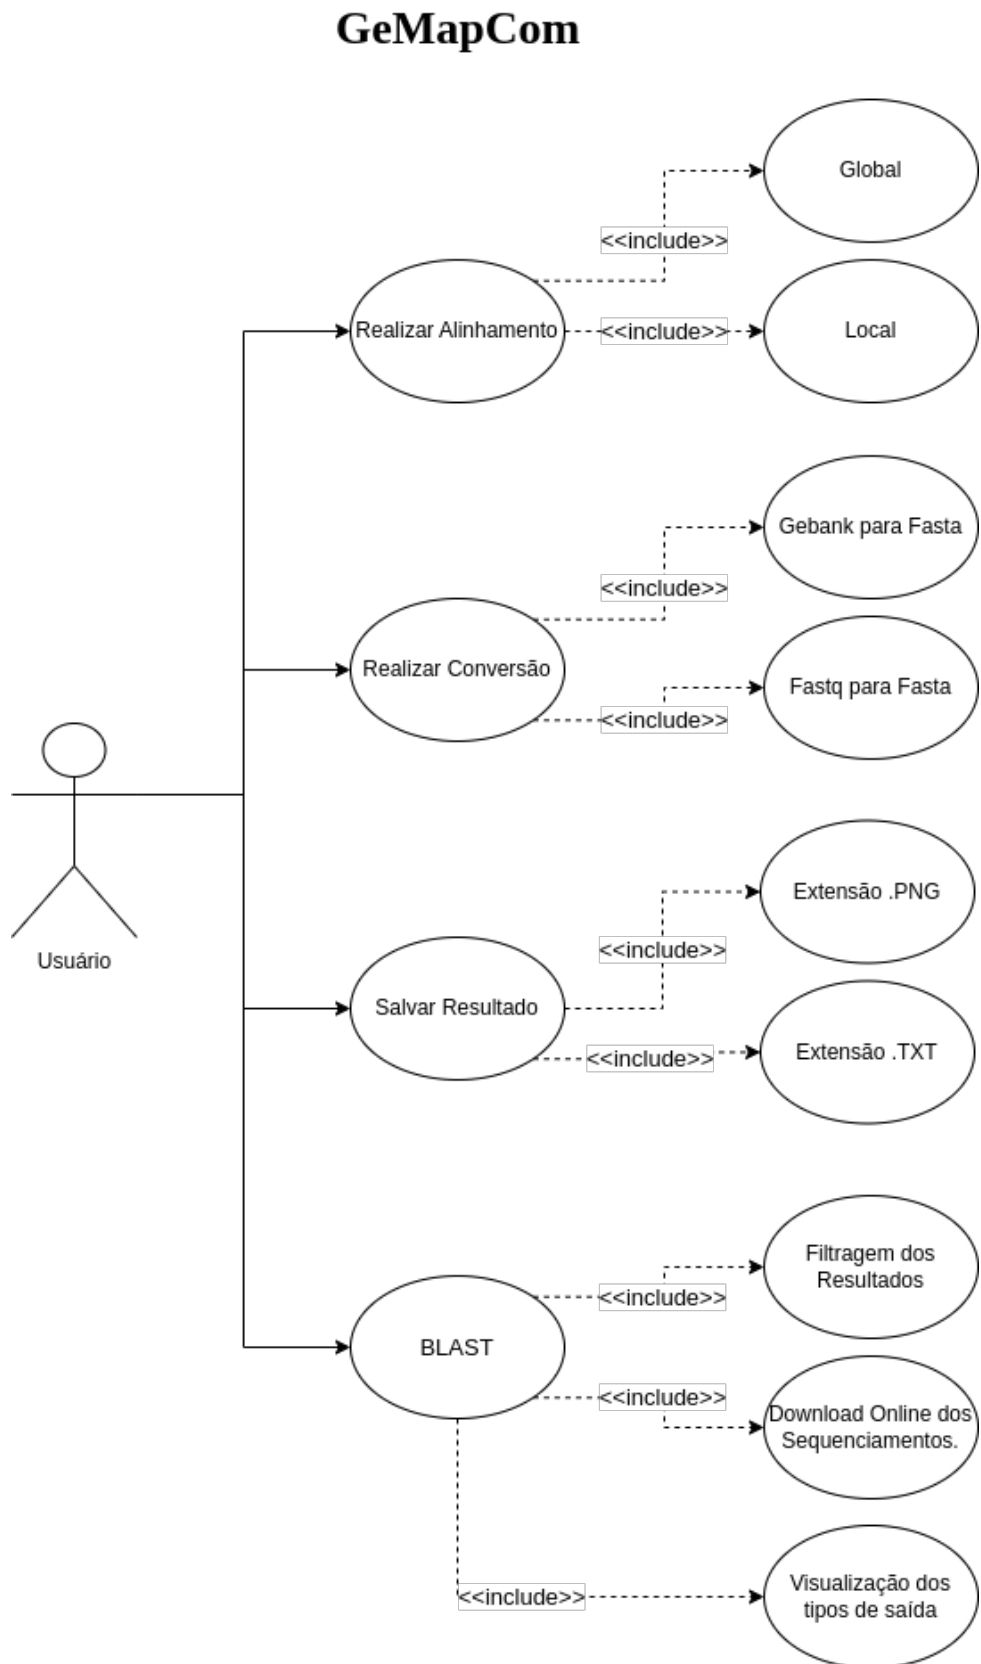 GeMapCom
Global
<<include>>
Realizar Alinhamento
<<include>>
Local
Gebank para Fasta
<<include>>
Realizar Conversão
Fastq para Fasta
<<include>>
Extensão .PNG
<<include>>
Usuário
Salvar Resultado
Extensão .TXT
<<include>>
Filtragem dos
Resultados
<<include>>
BLAST
<<include>>
Download Online dos
Sequenciamentos.
<<include>>
Visualização dos
tipos de saída